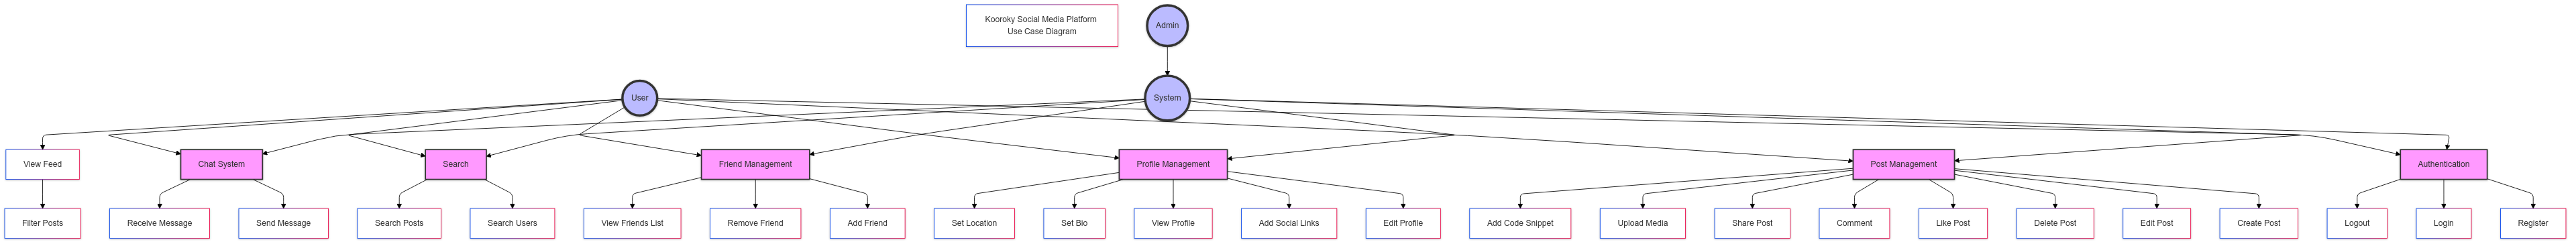 Kooroky Social Media Platform
Use Case Diagram
Admin
User
System
View Feed
Chat System
Search
Friend Management
Profile Management
Post Management
Authentication
Filter Posts
Receive Message
Send Message
Search Posts
Search Users
View Friends List
Remove Friend
Add Friend
Set Location
Set Bio
View Profile
Add Social Links
Edit Profile
Add Code Snippet
Upload Media
Share Post
Comment
Like Post
Delete Post
Edit Post
Create Post
Logout
Login
Register